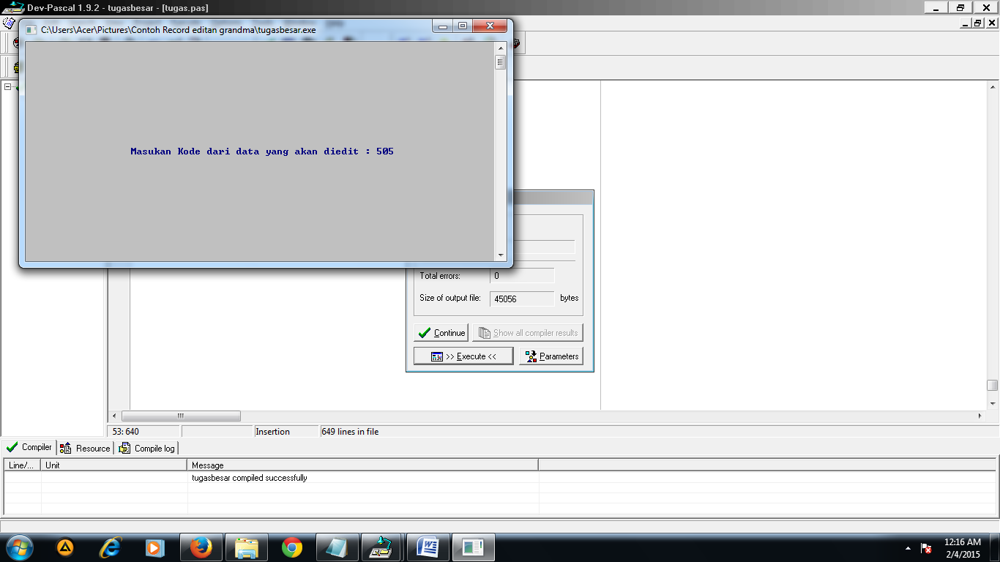 Dev-Pascal 1.9.2 - tugasbesar - [tugas.pas]
C:\Users\Acer\Pictures\Contoh Record editan grandma\tugasbesar.exe
Masukan Kode dari data yang akan diedit : 505
Total errors: 0
Size of output file: 45056 bytes
Continue Show all compiler results
>> Execute << Parameters
53: 640 Insertion 649 lines in file
Compiler Resource Compile log
Line/... Unit Message
tugasbesar compiled successfully
12:16 AM
2/4/2015